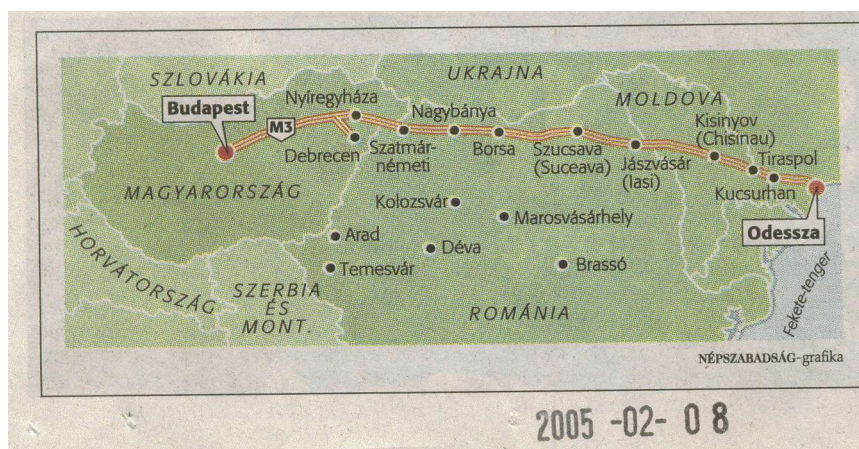 SZLOVÁKIA
UKRAJNA
Budapest
Nyíregyháza
Nagybánya
MOLDOVA
M3
Kisinyov
(Chisinau)
Debrecen
Szatmár-
németi
Borsa
Szucsava
(Suceava)
Jászvásár
(Iasi)
Tiraspol
Kucsurhan
MAGYARORSZÁG
Kolozsvár
Marosvásárhely
Odessza
Arad
Déva
Temesvár
Brassó
HORVÁTORSZÁG
SZERBIA
ÉS
MONT.
ROMÁNIA
Fekete-tenger
NÉPSZABADSÁG-grafika
2005 -02- 08